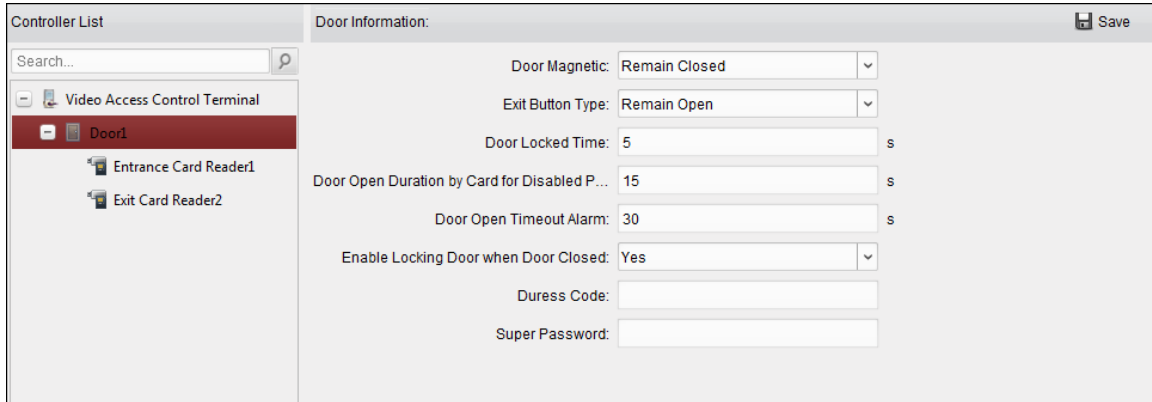 Controller List
Door Information:
Save
Search...
Video Access Control Terminal
Door1
Entrance Card Reader1
Exit Card Reader2
Door Magnetic: Remain Closed
Exit Button Type: Remain Open
Door Locked Time: 5 s
Door Open Duration by Card for Disabled P... 15 s
Door Open Timeout Alarm: 30 s
Enable Locking Door when Door Closed: Yes
Duress Code:
Super Password: